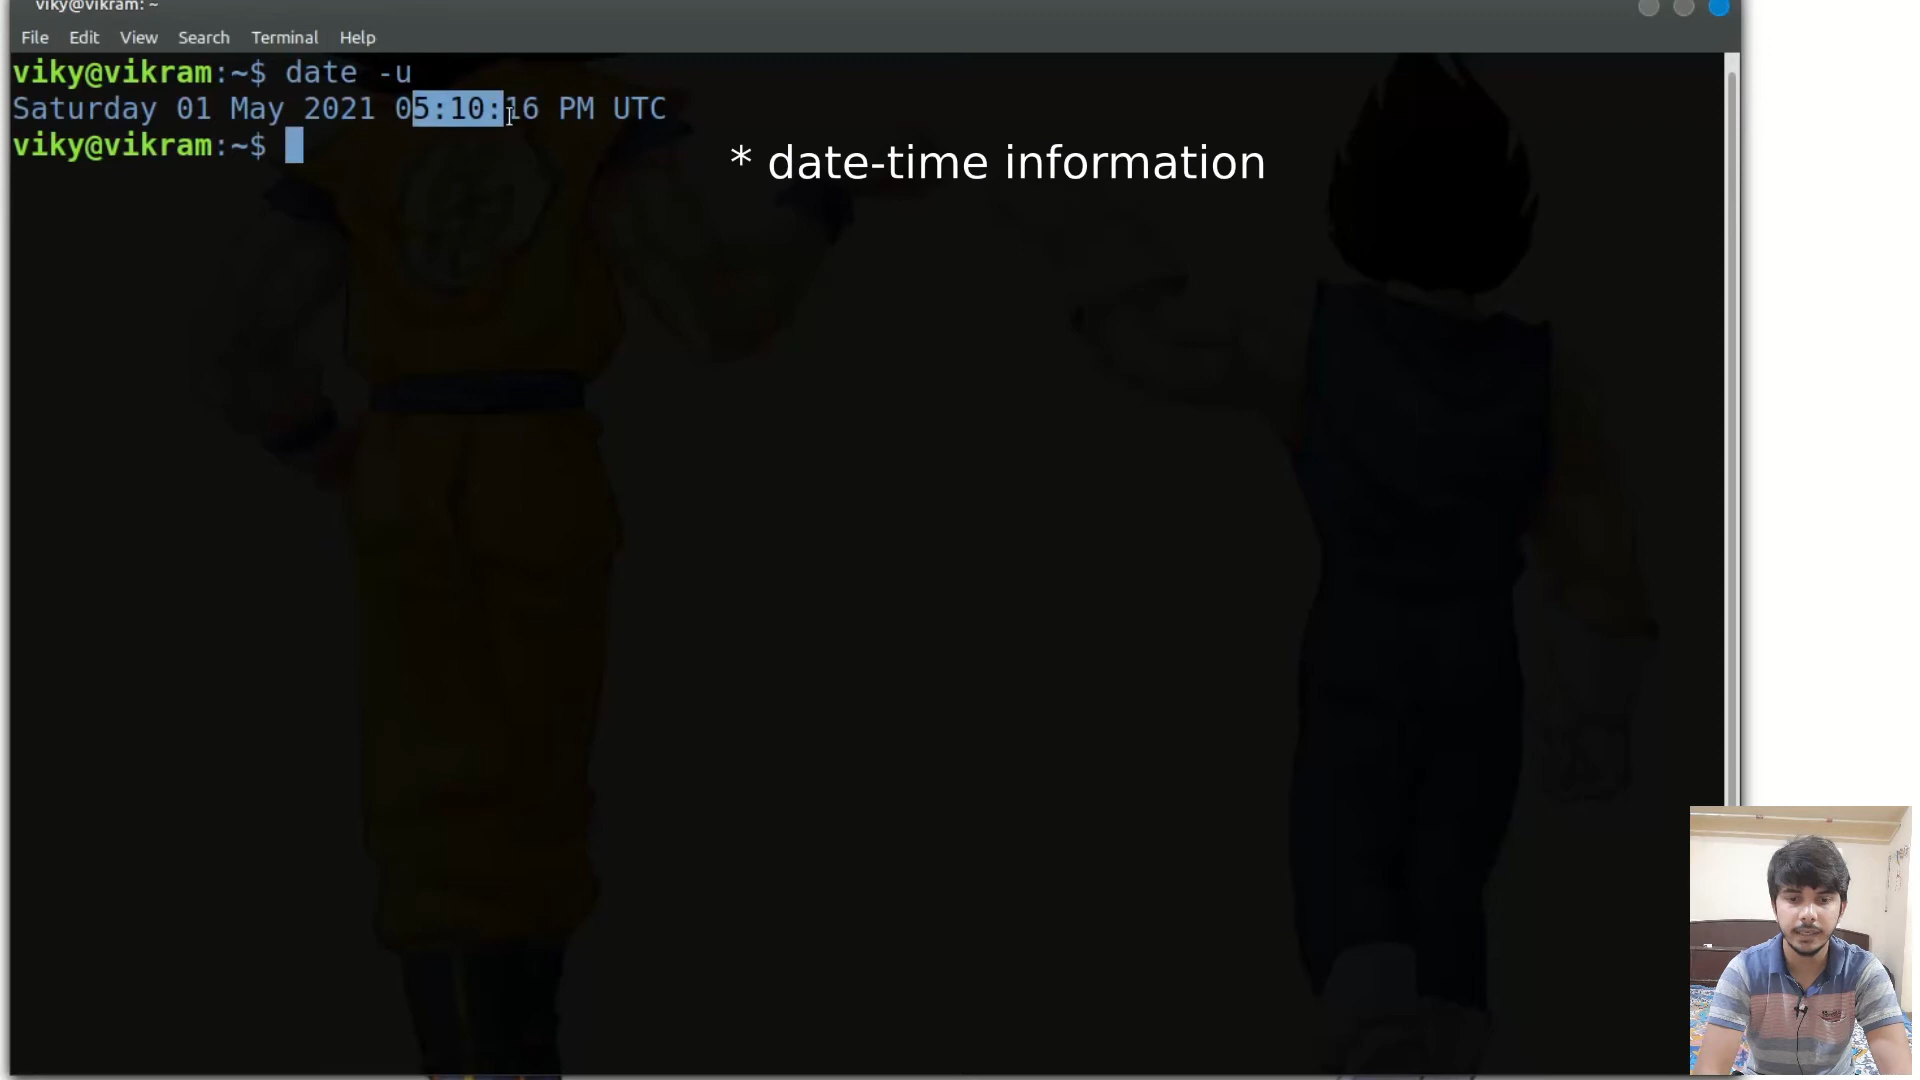 viky@vikram: ~
File Edit View Search Terminal Help
viky@vikram:~$ date -u
Saturday 01 May 2021 05:10:16 PM UTC
viky@vikram:~$
* date-time information